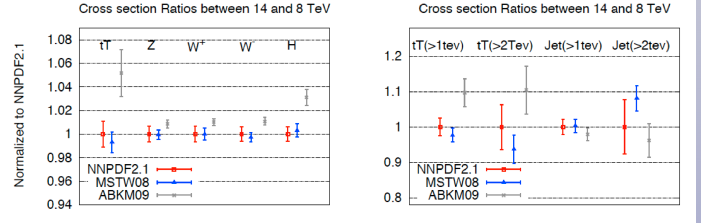 Cross section Ratios between 14 and 8 TeV
Normalized to NNPDF2.1
1.08
1.06
1.04
1.02
1
0.98
0.96
0.94
tT Z W+ W- H
NNPDF2.1
MSTW08
ABKM09
Cross section Ratios between 14 and 8 TeV
1.2
1.1
1
0.9
0.8
tT(>1tev) tT(>2Tev) Jet(>1tev) Jet(>2tev)
NNPDF2.1
MSTW08
ABKM09